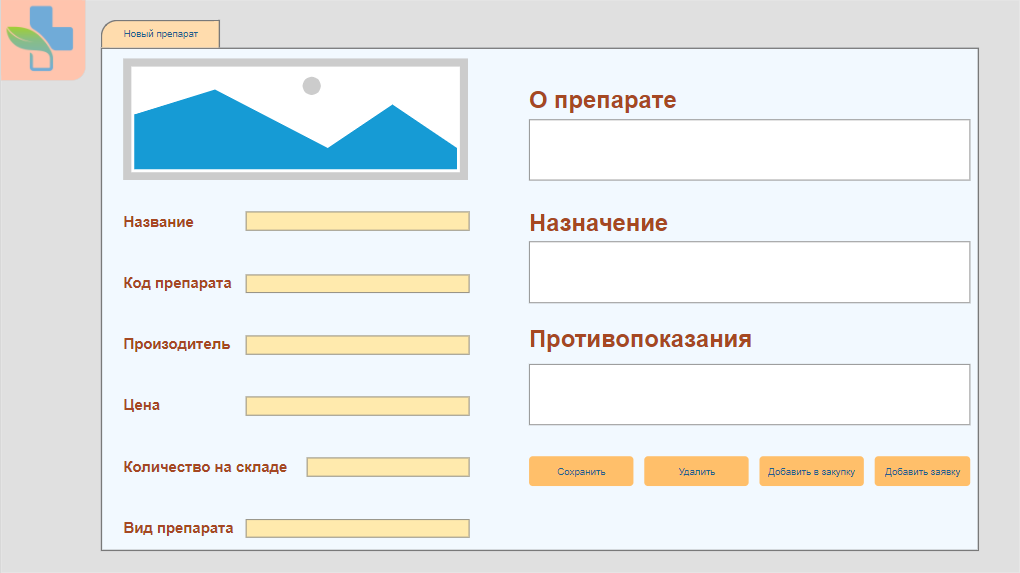 Новый препарат
Название
Код препарата
Произодитель
Цена
Количество на складе
Вид препарата
О препарате
Назначение
Противопоказания
Сохранить
Удалить
Добавить в закупку
Добавить заявку